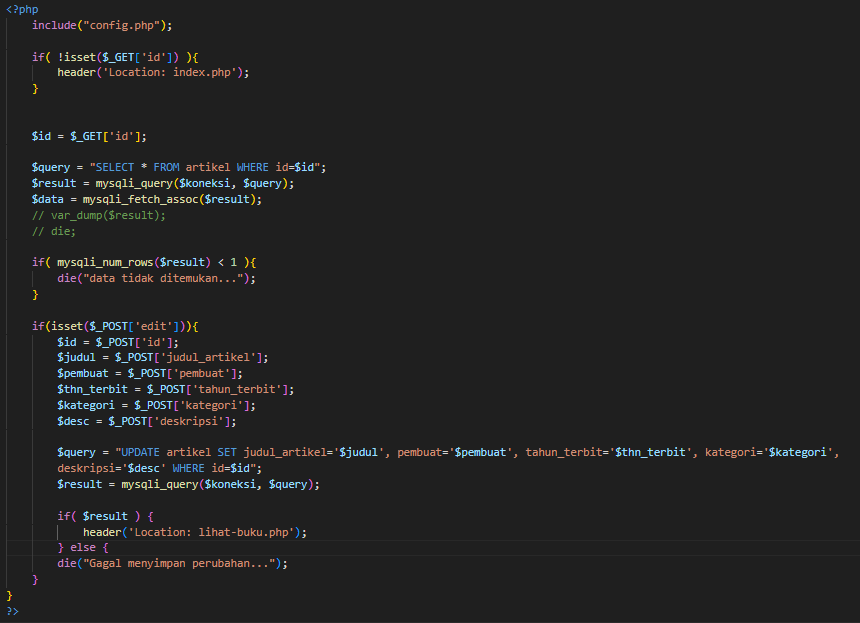 <?php
include("config.php");
if( !isset($_GET['id']) ){
header('Location: index.php');
}
$id = $_GET['id'];
$query = "SELECT * FROM artikel WHERE id=$id";
$result = mysqli_query($koneksi, $query);
$data = mysqli_fetch_assoc($result);
// var_dump($result);
// die;
if( mysqli_num_rows($result) < 1 ){
die("data tidak ditemukan...");
}
if(isset($_POST['edit'])){
$id = $_POST['id'];
$judul = $_POST['judul_artikel'];
$pembuat = $_POST['pembuat'];
$thn_terbit = $_POST['tahun_terbit'];
$kategori = $_POST['kategori'];
$desc = $_POST['deskripsi'];
$query = "UPDATE artikel SET judul_artikel='$judul', pembuat='$pembuat', tahun_terbit='$thn_terbit', kategori='$kategori',
deskripsi='$desc' WHERE id=$id";
$result = mysqli_query($koneksi, $query);
if( $result ) {
header('Location: lihat-buku.php');
} else {
die("Gagal menyimpan perubahan...");
}
}
?>